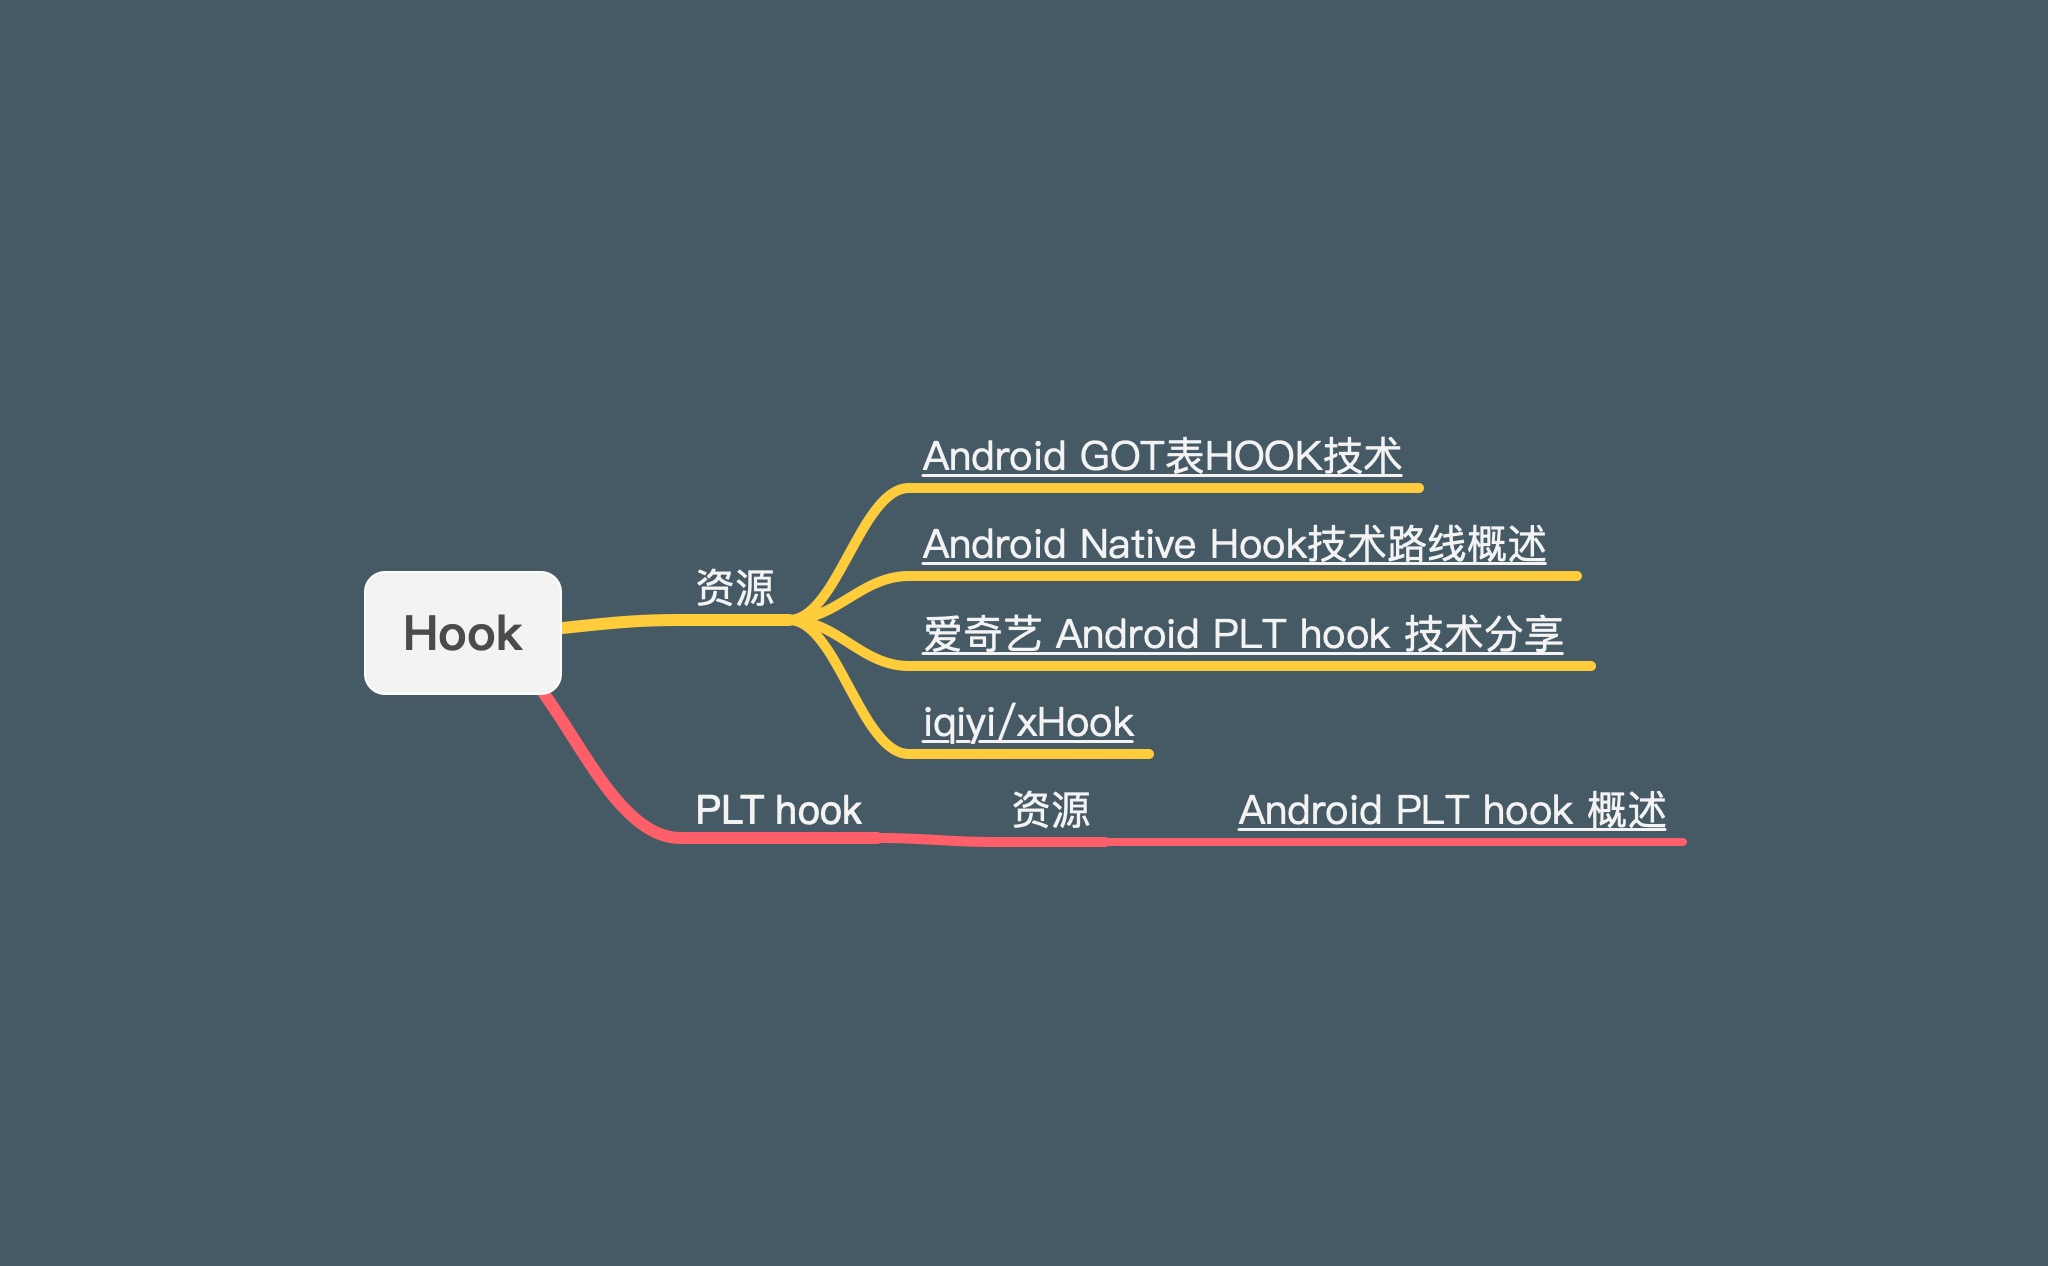 Hook
资源
Android GOT表HOOK技术
Android Native Hook技术路线概述
爱奇艺 Android PLT hook 技术分享
iqiyi/xHook
PLT hook
资源
Android PLT hook 概述